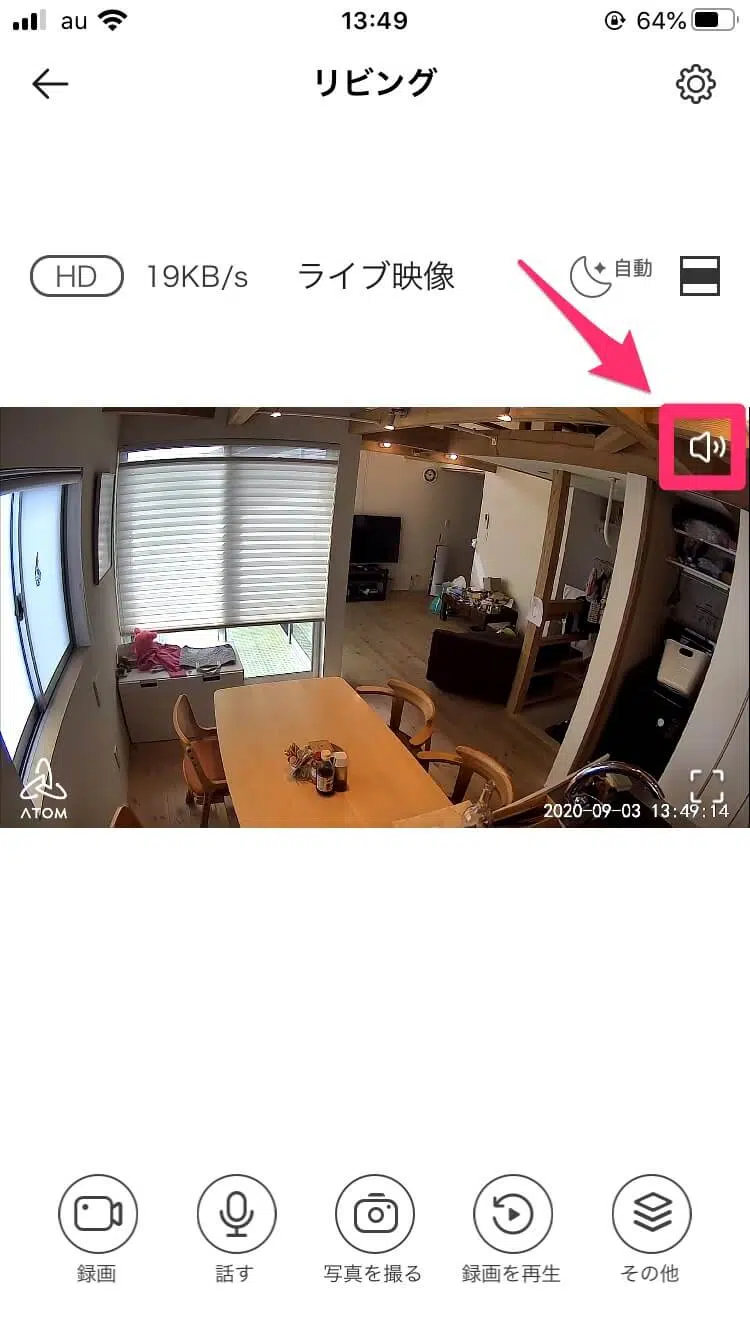 au 13:49 64%
リビング
HD 19KB/s ライブ映像 自動
ATOM
2020-09-03 13:49:14
録画 話す 写真を撮る 録画を再生 その他